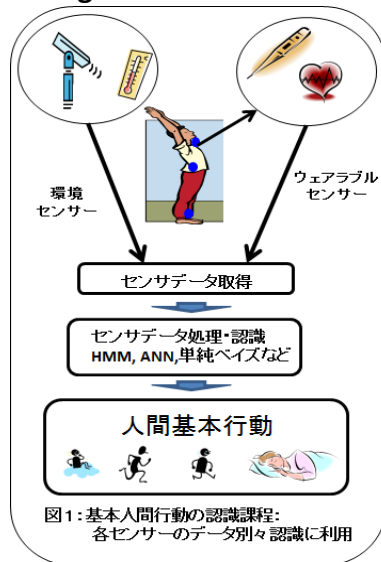 環境
センサー
ウェアラブル
センサー
センサデータ取得
センサデータ処理・認識
HMM, ANN,単純ベイズなど
人間基本行動
図1：基本人間行動の認識課程:
各センサーのデータ別々認識に利用